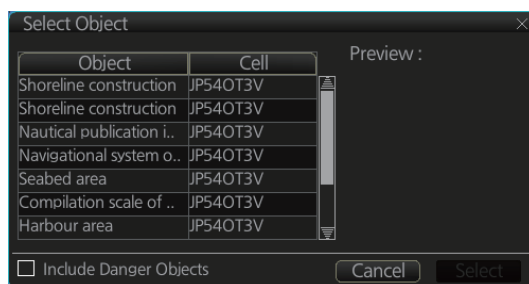 Select Object
Object Cell Preview :
Shoreline construction JP54OT3V
Shoreline construction JP54OT3V
Nautical publication i.. JP54OT3V
Navigational system o.. JP54OT3V
Seabed area JP54OT3V
Compilation scale of .. JP54OT3V
Harbour area JP54OT3V
Include Danger Objects Cancel Select